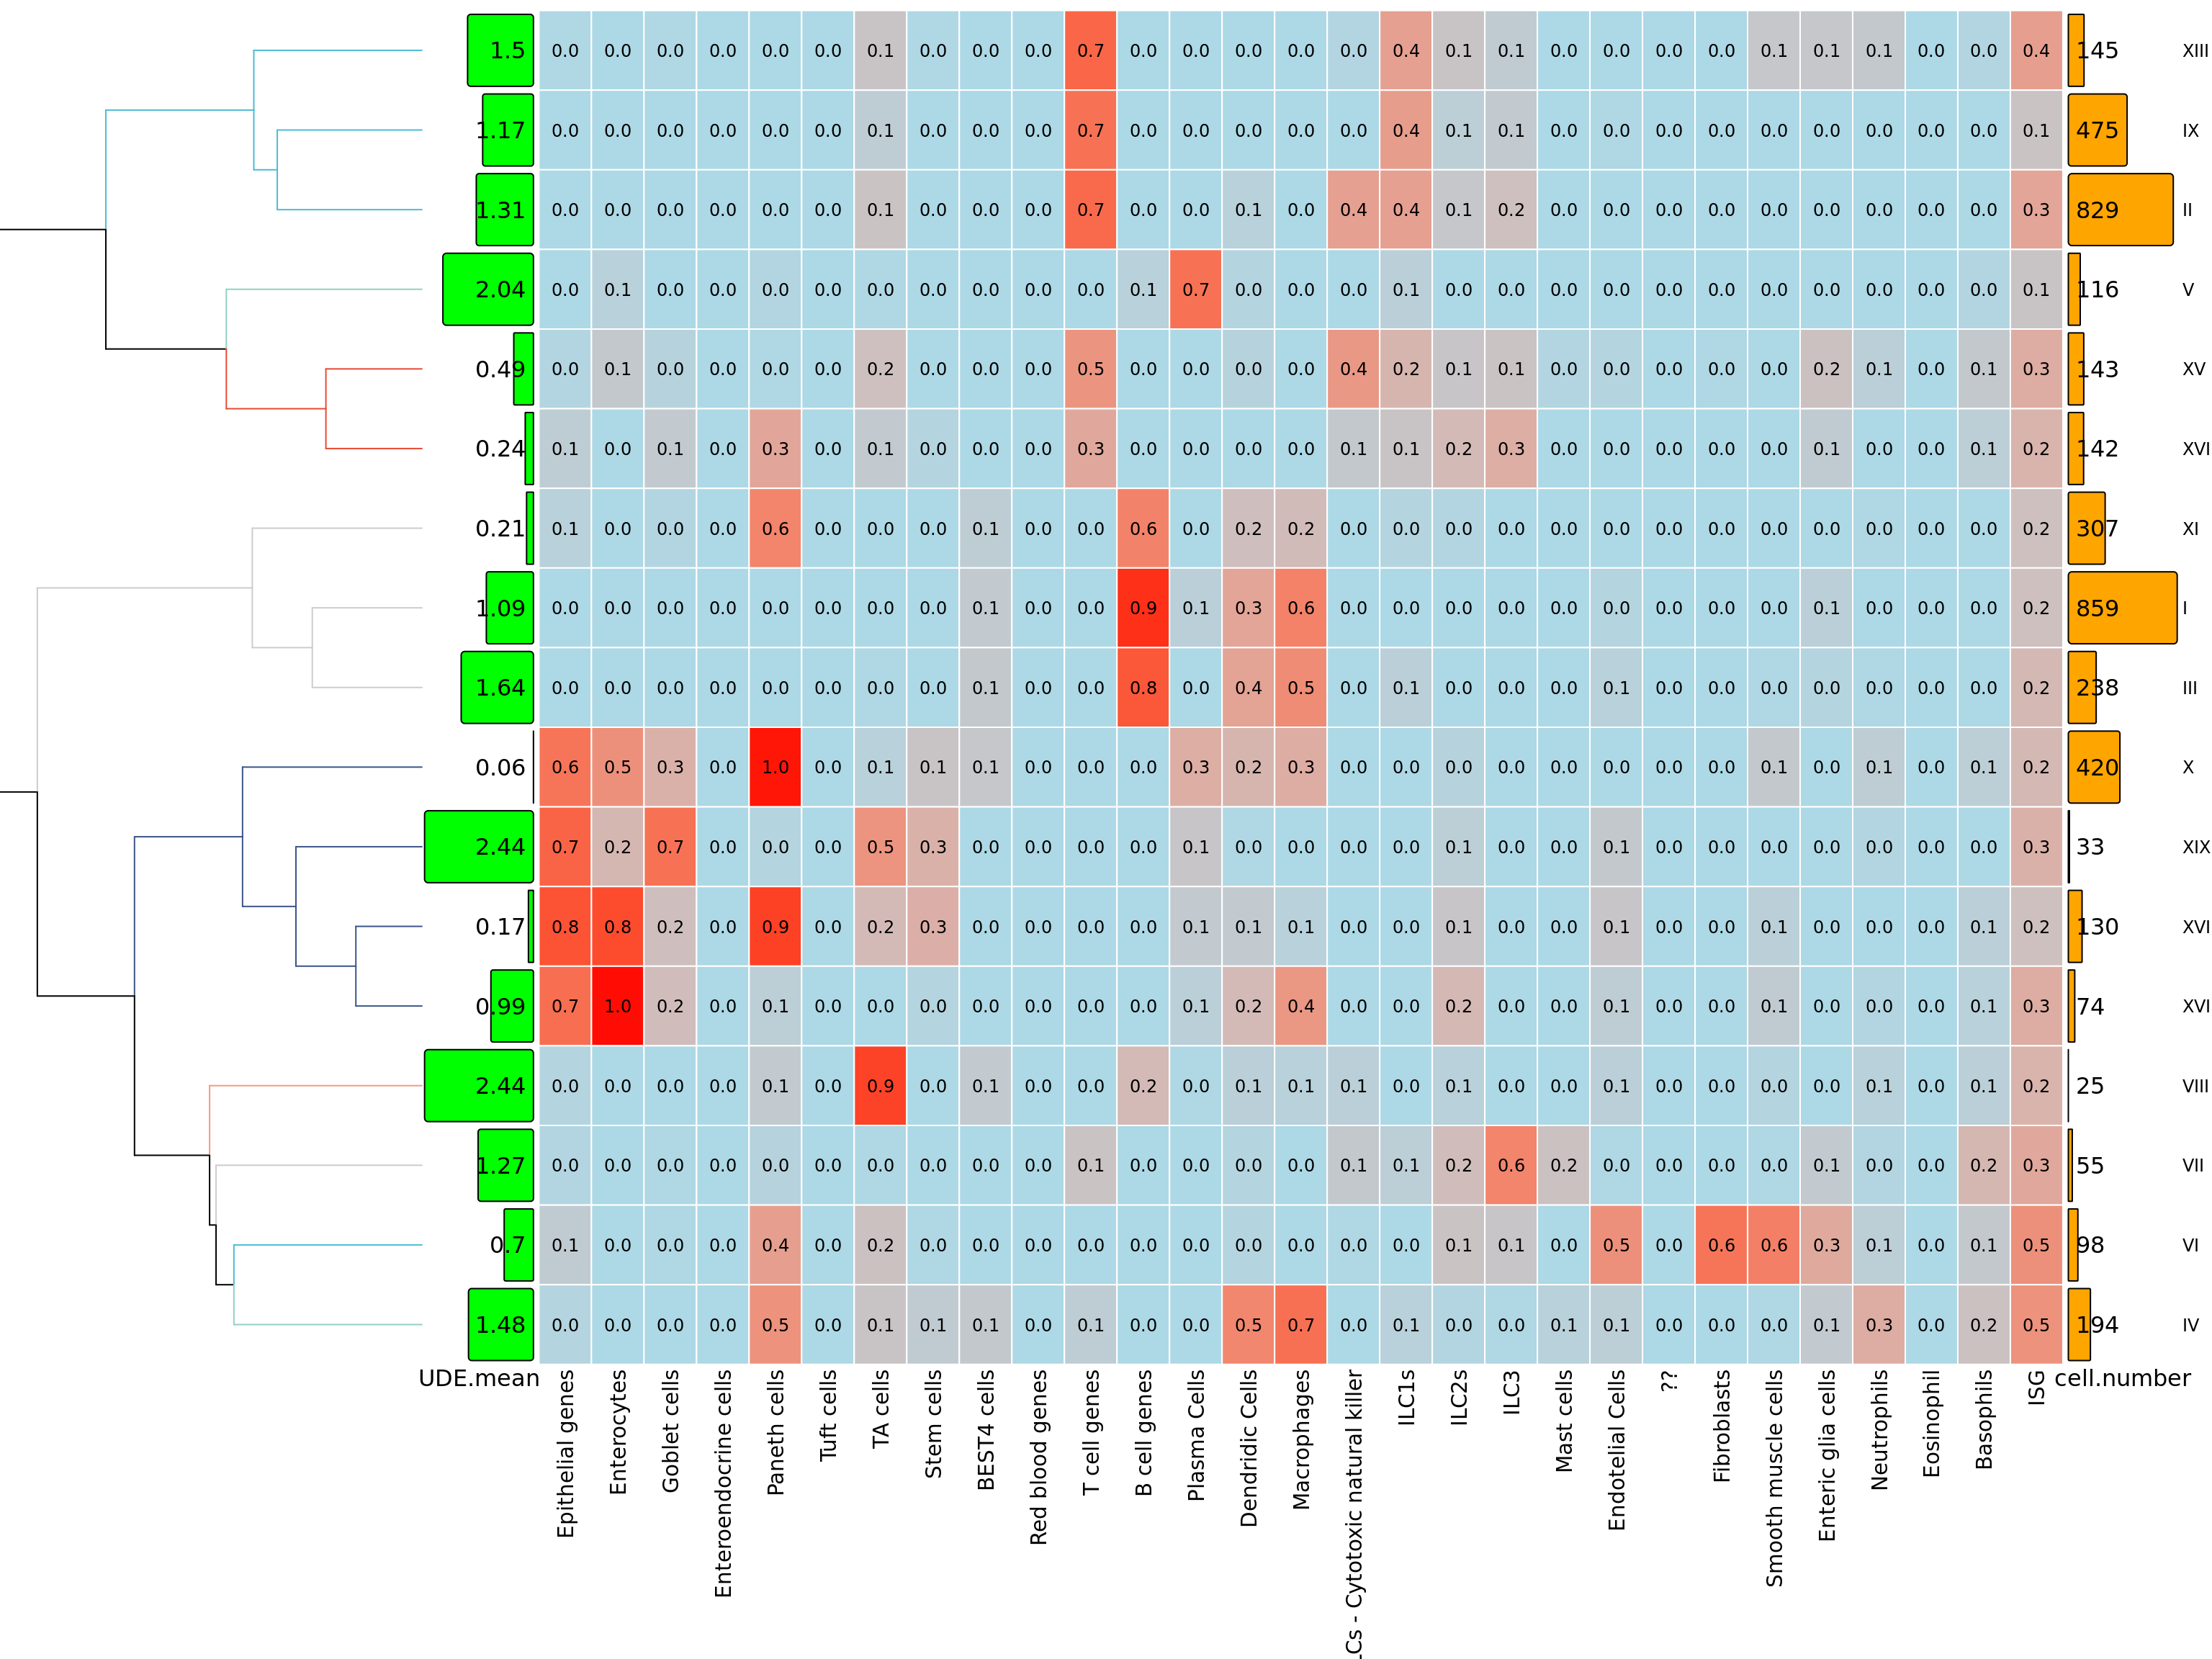 1.5 0.0 0.0 0.0 0.0 0.0 0.0 0.1 0.0 0.0 0.0 0.7 0.0 0.0 0.0 0.0 0.0 0.4 0.1 0.1 0.0 0.0 0.0 0.0 0.1 0.1 0.1 0.0 0.0 0.4 145 XIII
1.17 0.0 0.0 0.0 0.0 0.0 0.0 0.1 0.0 0.0 0.0 0.7 0.0 0.0 0.0 0.0 0.0 0.4 0.1 0.1 0.0 0.0 0.0 0.0 0.0 0.0 0.0 0.0 0.0 0.1 475 IX
1.31 0.0 0.0 0.0 0.0 0.0 0.0 0.1 0.0 0.0 0.0 0.7 0.0 0.0 0.1 0.0 0.4 0.4 0.1 0.2 0.0 0.0 0.0 0.0 0.0 0.0 0.0 0.0 0.0 0.3 829 II
2.04 0.0 0.1 0.0 0.0 0.0 0.0 0.0 0.0 0.0 0.0 0.0 0.1 0.7 0.0 0.0 0.0 0.1 0.0 0.0 0.0 0.0 0.0 0.0 0.0 0.0 0.0 0.0 0.0 0.1 116 V
0.49 0.0 0.1 0.0 0.0 0.0 0.0 0.2 0.0 0.0 0.0 0.5 0.0 0.0 0.0 0.0 0.4 0.2 0.1 0.1 0.0 0.0 0.0 0.0 0.0 0.2 0.1 0.0 0.1 0.3 143 XV
0.24 0.1 0.0 0.1 0.0 0.3 0.0 0.1 0.0 0.0 0.0 0.3 0.0 0.0 0.0 0.0 0.1 0.1 0.2 0.3 0.0 0.0 0.0 0.0 0.0 0.1 0.0 0.0 0.1 0.2 142 XVI
0.21 0.1 0.0 0.0 0.0 0.6 0.0 0.0 0.0 0.1 0.0 0.0 0.6 0.0 0.2 0.2 0.0 0.0 0.0 0.0 0.0 0.0 0.0 0.0 0.0 0.0 0.0 0.0 0.0 0.2 307 XI
1.09 0.0 0.0 0.0 0.0 0.0 0.0 0.0 0.0 0.1 0.0 0.0 0.9 0.1 0.3 0.6 0.0 0.0 0.0 0.0 0.0 0.0 0.0 0.0 0.0 0.1 0.0 0.0 0.0 0.2 859 I
1.64 0.0 0.0 0.0 0.0 0.0 0.0 0.0 0.0 0.1 0.0 0.0 0.8 0.0 0.4 0.5 0.0 0.1 0.0 0.0 0.0 0.1 0.0 0.0 0.0 0.0 0.0 0.0 0.0 0.2 238 III
0.06 0.6 0.5 0.3 0.0 1.0 0.0 0.1 0.1 0.1 0.0 0.0 0.0 0.3 0.2 0.3 0.0 0.0 0.0 0.0 0.0 0.0 0.0 0.0 0.1 0.0 0.1 0.0 0.1 0.2 420 X
2.44 0.7 0.2 0.7 0.0 0.0 0.0 0.5 0.3 0.0 0.0 0.0 0.0 0.1 0.0 0.0 0.0 0.0 0.1 0.0 0.0 0.1 0.0 0.0 0.0 0.0 0.0 0.0 0.0 0.3 33 XIX
0.17 0.8 0.8 0.2 0.0 0.9 0.0 0.2 0.3 0.0 0.0 0.0 0.0 0.1 0.1 0.1 0.0 0.0 0.1 0.0 0.0 0.1 0.0 0.0 0.1 0.0 0.0 0.0 0.1 0.2 130 XVI
0.99 0.7 1.0 0.2 0.0 0.1 0.0 0.0 0.0 0.0 0.0 0.0 0.0 0.1 0.2 0.4 0.0 0.0 0.2 0.0 0.0 0.1 0.0 0.0 0.1 0.0 0.0 0.0 0.1 0.3 74 XVI
2.44 0.0 0.0 0.0 0.0 0.1 0.0 0.9 0.0 0.1 0.0 0.0 0.2 0.0 0.1 0.1 0.1 0.0 0.1 0.0 0.0 0.1 0.0 0.0 0.0 0.0 0.1 0.0 0.1 0.2 25 VIII
1.27 0.0 0.0 0.0 0.0 0.0 0.0 0.0 0.0 0.0 0.0 0.1 0.0 0.0 0.0 0.0 0.1 0.1 0.2 0.6 0.2 0.0 0.0 0.0 0.0 0.1 0.0 0.0 0.2 0.3 55 VII
0.7 0.1 0.0 0.0 0.0 0.4 0.0 0.2 0.0 0.0 0.0 0.0 0.0 0.0 0.0 0.0 0.0 0.0 0.1 0.1 0.0 0.5 0.0 0.6 0.6 0.3 0.1 0.0 0.1 0.5 98 VI
1.48 0.0 0.0 0.0 0.0 0.5 0.0 0.1 0.1 0.1 0.0 0.1 0.0 0.0 0.5 0.7 0.0 0.1 0.0 0.0 0.1 0.1 0.0 0.0 0.0 0.1 0.3 0.0 0.2 0.5 194 IV
UDE.mean
Epithelial genes
Enterocytes
Goblet cells
Enteroendocrine cells
Paneth cells
Tuft cells
TA cells
Stem cells
BEST4 cells
Red blood genes
T cell genes
B cell genes
Plasma Cells
Dendridic Cells
Macrophages
LCs - Cytotoxic natural killer
ILC1s
ILC2s
ILC3
Mast cells
Endotelial Cells
??
Fibroblasts
Smooth muscle cells
Enteric glia cells
Neutrophils
Eosinophil
Basophils
ISG
cell.number